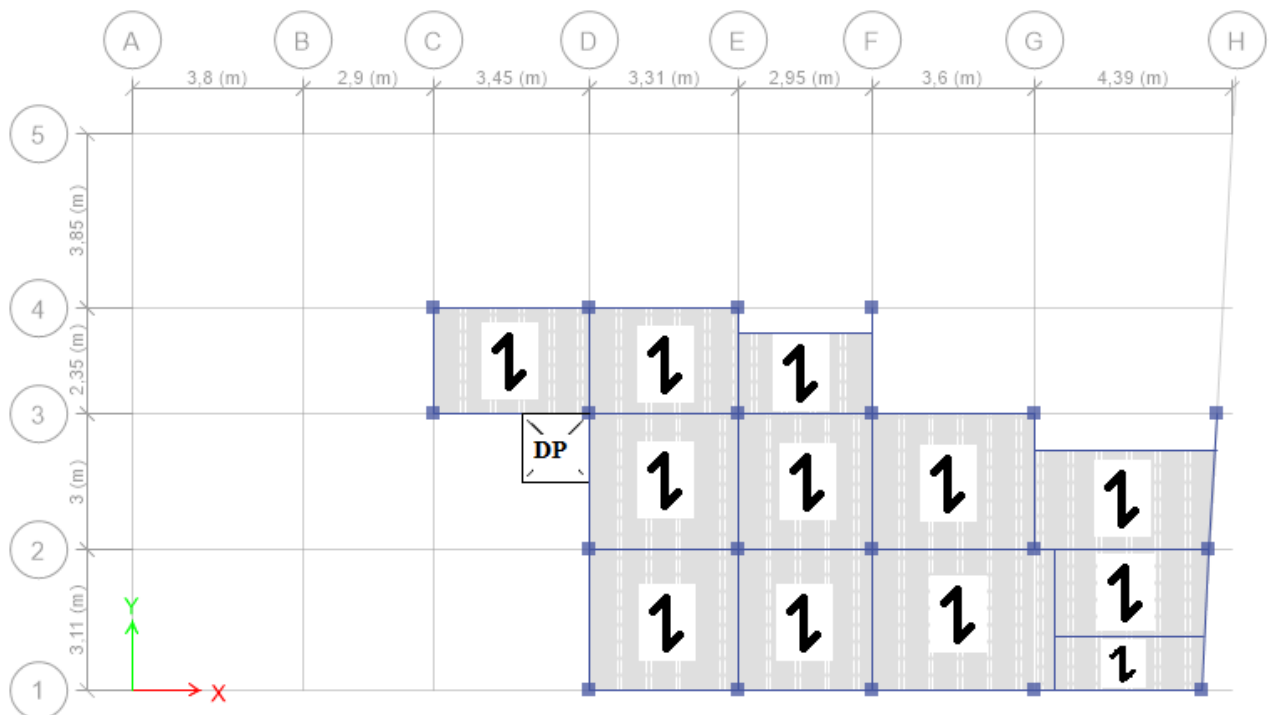 A B C D E F G H
3,8 (m) 2,9 (m) 3,45 (m) 3,31 (m) 2,95 (m) 3,6 (m) 4,39 (m)
5
3.85 (m)
4
2.35 (m)
3
DP
3 (m)
2
3.11 (m)
Y
1
X